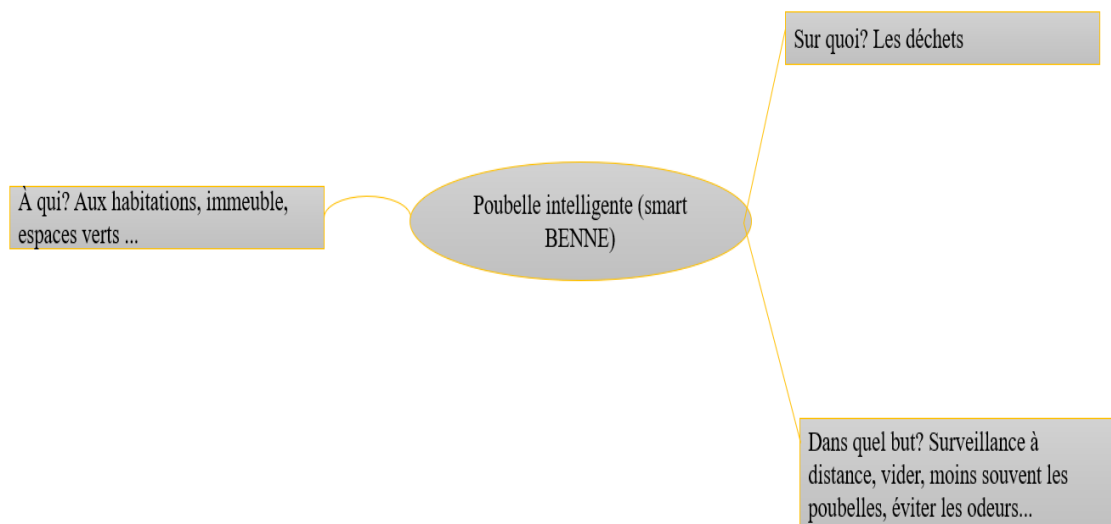 Sur quoi? Les déchets
À qui? Aux habitations, immeuble,
espaces verts ...
Poubelle intelligente (smart
BENNE)
Dans quel but? Surveillance à
distance, vider, moins souvent les
poubelles, éviter les odeurs...